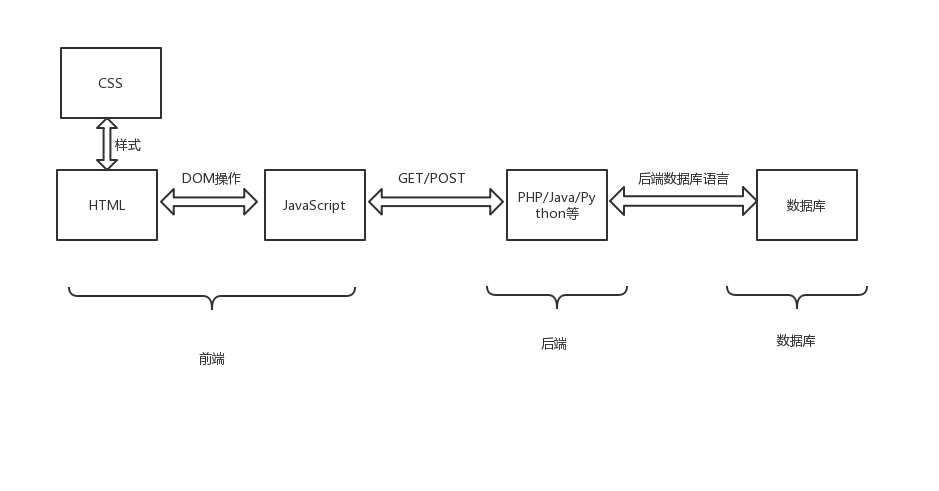 CSS
样式
DOM操作
GET/POST
后端数据库语言
HTML
JavaScript
PHP/Java/Py
thon等
数据库
前端
后端
数据库